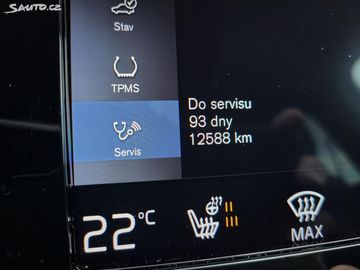 Sauto.cz
Stav
TPMS
Do servisu
93 dny
12588 km
Servis
22°C
MAX